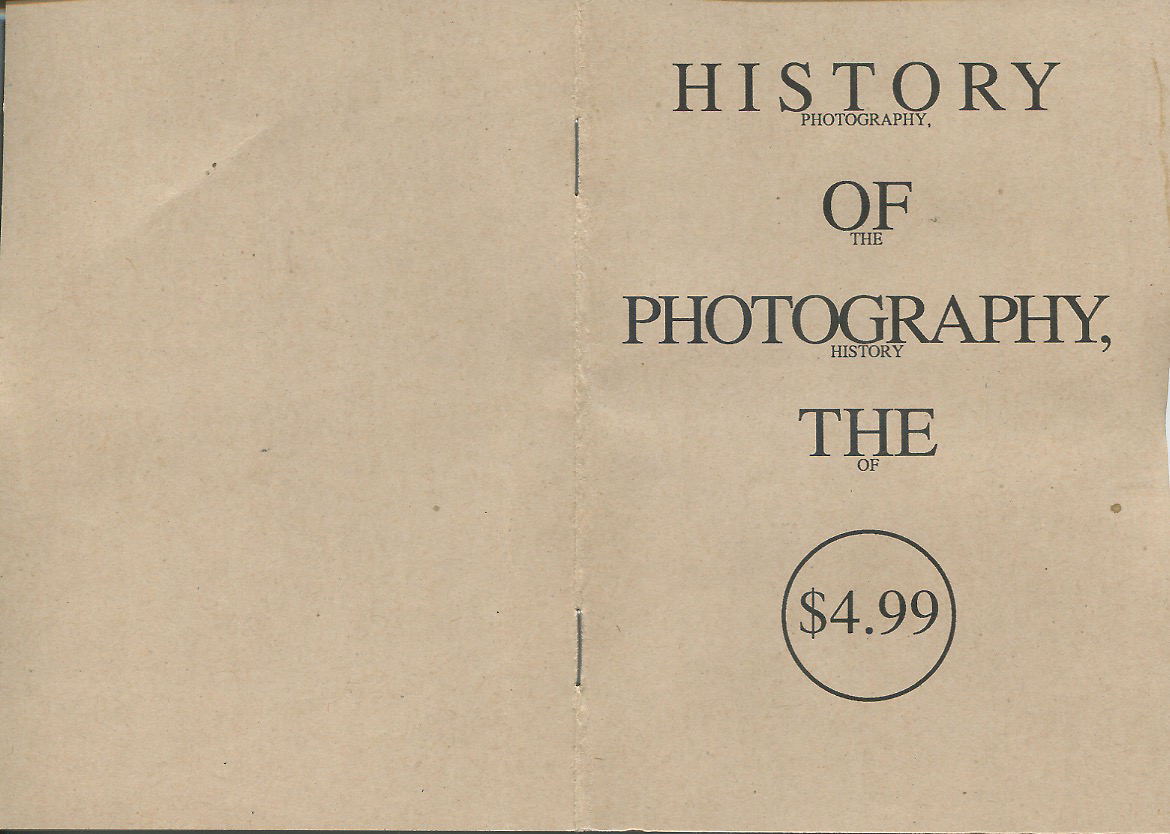 HISTORY
PHOTOGRAPHY,
OF
THE
PHOTOGRAPHY,
HISTORY
THE
OF
$4.99